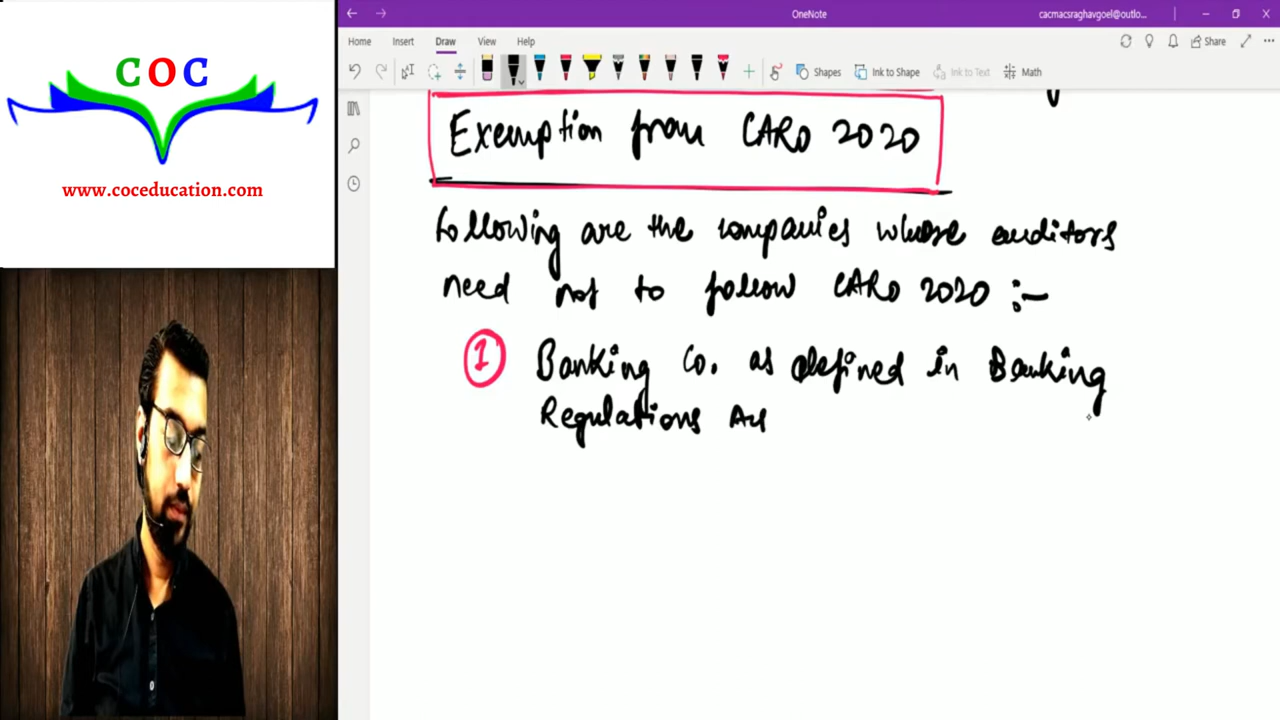 COC
www.coceducation.com
OneNote
cacmacsraghavgoel@outlo...
Home Insert Draw View Help
Share
Shapes Ink to Shape Ink to Text Math
Exemption from CARO 2020
Following are the companies whose auditors
need not to follow CARO 2020 :-
1 Banking Co. as defined in Banking
Regulations